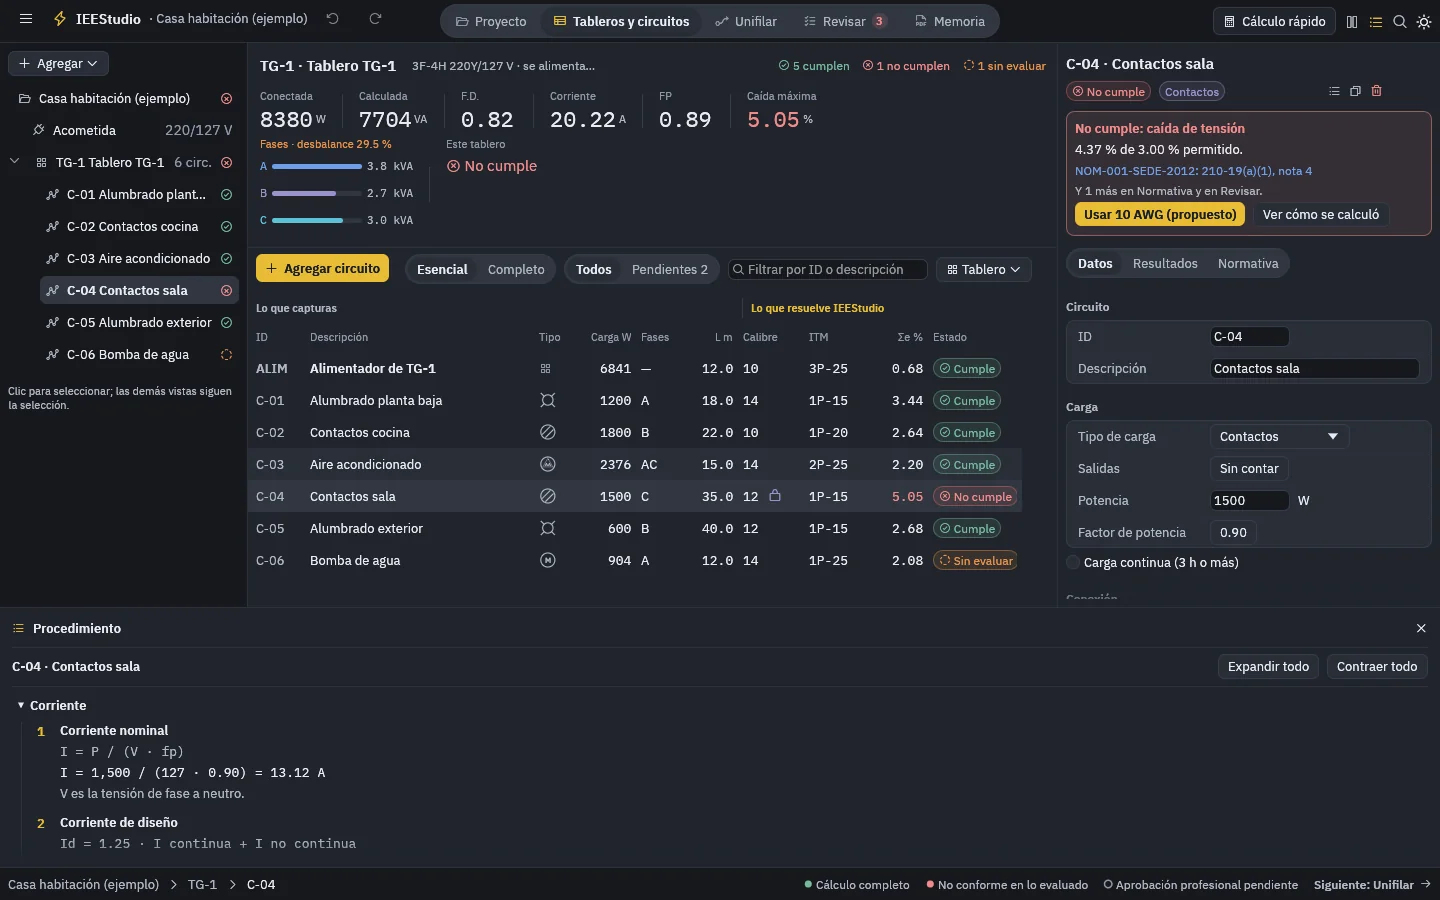 IEEStudio · Casa habitación (ejemplo)
Proyecto Tableros y circuitos Unifilar Revisar 3 Memoria
Cálculo rápido
Agregar
Casa habitación (ejemplo)
Acometida 220/127 V
TG-1 Tablero TG-1 6 circ.
C-01 Alumbrado plant...
C-02 Contactos cocina
C-03 Aire acondicionado
C-04 Contactos sala
C-05 Alumbrado exterior
C-06 Bomba de agua
Clic para seleccionar; las demás vistas siguen
la selección.
TG-1 · Tablero TG-1 3F-4H 220Y/127 V · se alimenta... 5 cumplen 1 no cumplen 1 sin evaluar
Conectada Calculada F.D. Corriente FP Caída máxima
8380 W 7704 VA 0.82 20.22 A 0.89 5.05 %
Fases · desbalance 29.5 % Este tablero
A 3.8 kVA No cumple
B 2.7 kVA
C 3.0 kVA
Agregar circuito Esencial Completo Todos Pendientes 2 Filtrar por ID o descripción Tablero
Lo que capturas Lo que resuelve IEEStudio
ID Descripción Tipo Carga W Fases L m Calibre ITM Σe % Estado
ALIM Alimentador de TG-1 6841 — 12.0 10 3P-25 0.68 Cumple
C-01 Alumbrado planta baja 1200 A 18.0 14 1P-15 3.44 Cumple
C-02 Contactos cocina 1800 B 22.0 10 1P-20 2.64 Cumple
C-03 Aire acondicionado 2376 AC 15.0 14 2P-25 2.20 Cumple
C-04 Contactos sala 1500 C 35.0 12 1P-15 5.05 No cumple
C-05 Alumbrado exterior 600 B 40.0 12 1P-15 2.68 Cumple
C-06 Bomba de agua M 904 A 12.0 14 1P-25 2.08 Sin evaluar
C-04 · Contactos sala
No cumple Contactos
No cumple: caída de tensión
4.37 % de 3.00 % permitido.
NOM-001-SEDE-2012: 210-19(a)(1), nota 4
Y 1 más en Normativa y en Revisar.
Usar 10 AWG (propuesto) Ver cómo se calculó
Datos Resultados Normativa
Circuito
ID C-04
Descripción Contactos sala
Carga
Tipo de carga Contactos
Salidas Sin contar
Potencia 1500 W
Factor de potencia 0.90
Carga continua (3 h o más)
Conexión
Procedimiento
C-04 · Contactos sala Expandir todo Contraer todo
Corriente
1 Corriente nominal
I = P / (V · fp)
I = 1,500 / (127 · 0.90) = 13.12 A
V es la tensión de fase a neutro.
2 Corriente de diseño
Id = 1.25 · I continua + I no continua
Casa habitación (ejemplo) > TG-1 > C-04 Cálculo completo No conforme en lo evaluado Aprobación profesional pendiente Siguiente: Unifilar →